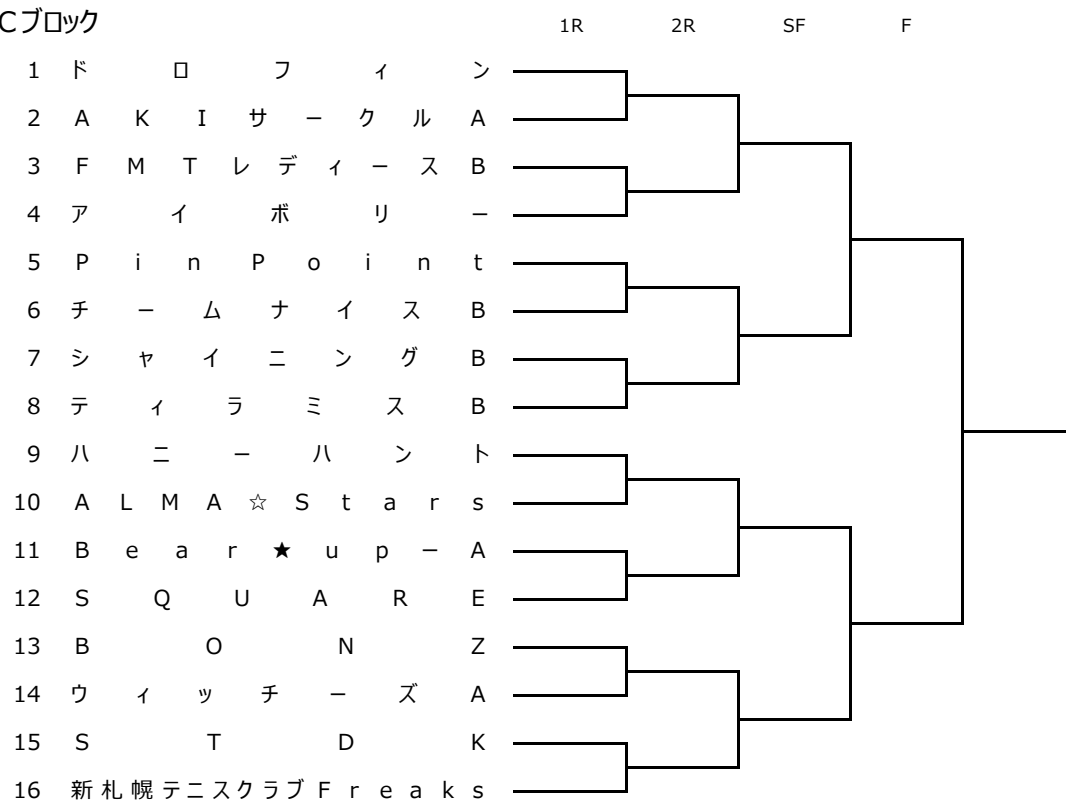 Cブロック
1R 2R SF F
1 ドロフィン
2 AKIサークルA
3 FMTレディースB
4 アイボリー
5 PinPoint
6 チームナイスB
7 シャイニングB
8 ティラミスB
9 ハニーハント
10 ALMA☆Stars
11 Bear★up－A
12 SQUARE
13 BONZ
14 ウィッチーズA
15 STDK
16 新札幌テニスクラブFreaks